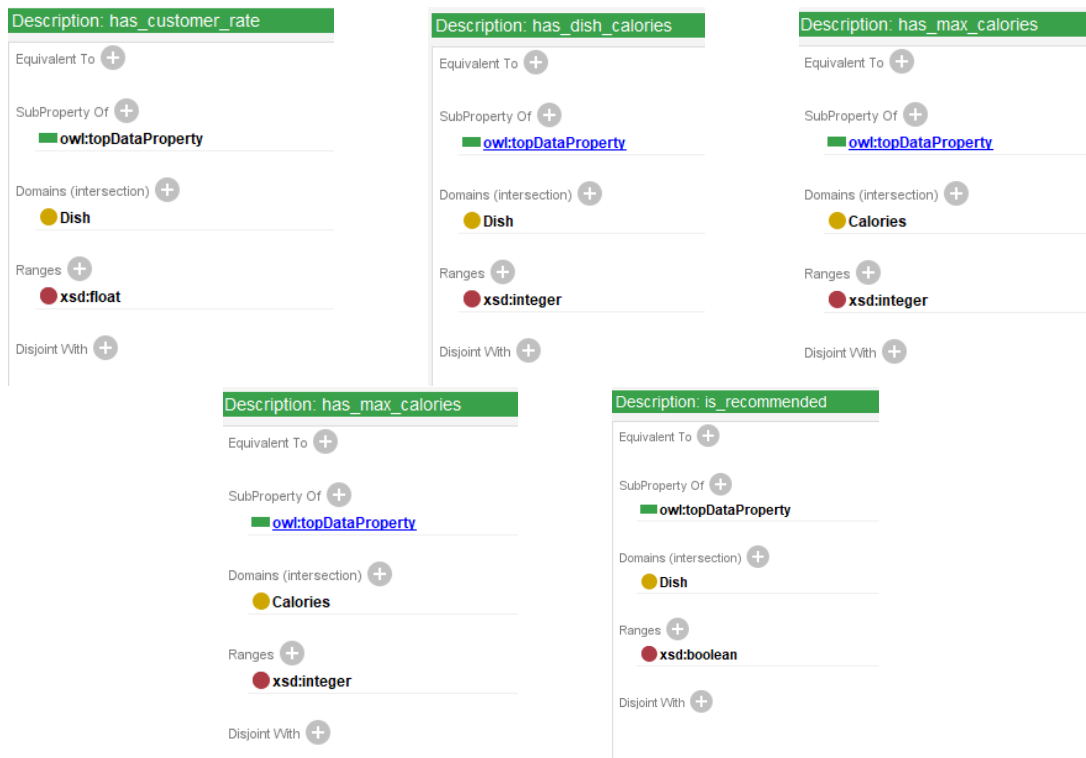 Description: has_customer_rate
Equivalent To
SubProperty Of
owl:topDataProperty
Domains (intersection)
Dish
Ranges
xsd:float
Disjoint With
Description: has_dish_calories
Equivalent To
SubProperty Of
owl:topDataProperty
Domains (intersection)
Dish
Ranges
xsd:integer
Disjoint With
Description: has_max_calories
Equivalent To
SubProperty Of
owl:topDataProperty
Domains (intersection)
Calories
Ranges
xsd:integer
Disjoint With
Description: has_max_calories
Equivalent To
SubProperty Of
owl:topDataProperty
Domains (intersection)
Calories
Ranges
xsd:integer
Disjoint With
Description: is_recommended
Equivalent To
SubProperty Of
owl:topDataProperty
Domains (intersection)
Dish
Ranges
xsd:boolean
Disjoint With